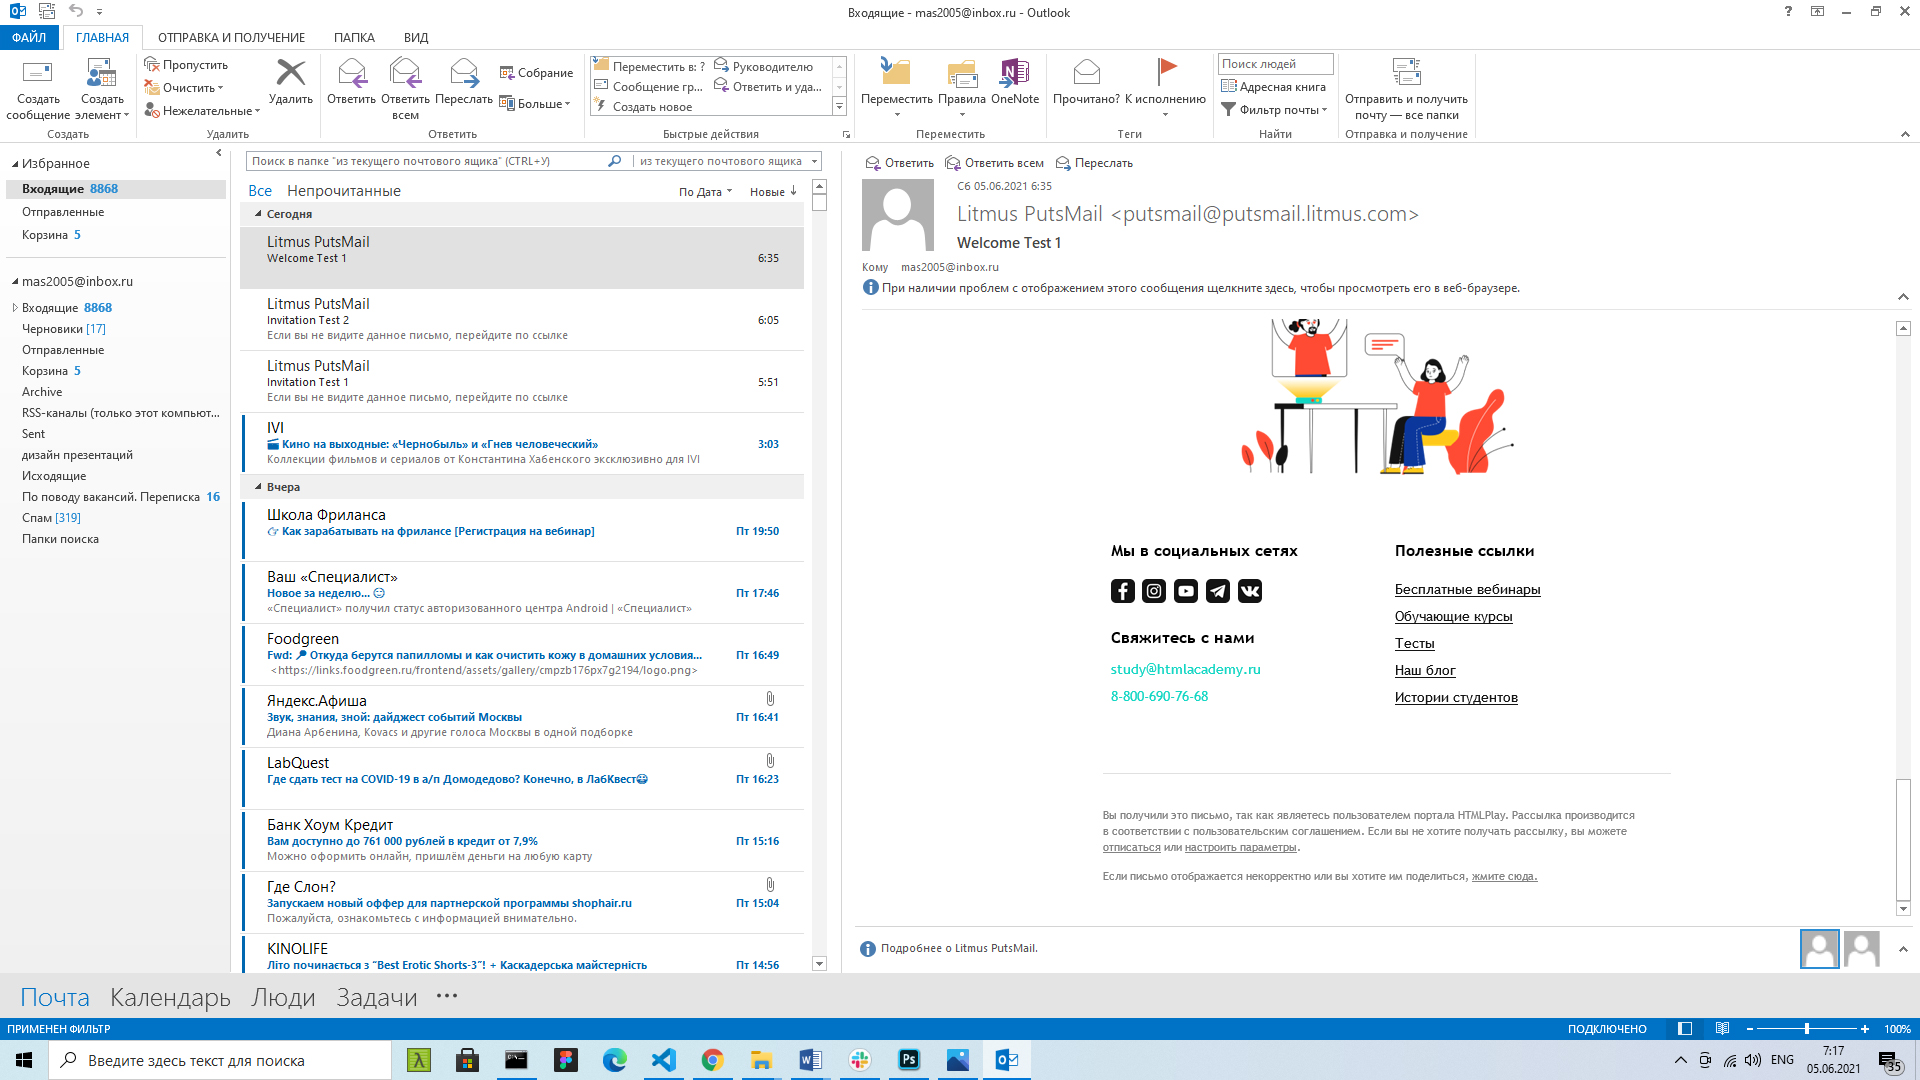 Входящие - mas2005@inbox.ru - Outlook
ФАЙЛ ГЛАВНАЯ ОТПРАВКА И ПОЛУЧЕНИЕ ПАПКА ВИД
Создать сообщение
Создать элемент
Создать
Пропустить
Очистить
Нежелательные
Удалить
Удалить
Ответить
Ответить всем
Переслать
Собрание
Больше
Ответить
Переместить в: ?
Сообщение гр...
Создать новое
Руководителю
Ответить и уда...
Быстрые действия
Переместить
Правила
OneNote
Переместить
Прочитано?
К исполнению
Теги
Поиск людей
Адресная книга
Фильтр почты
Найти
Отправить и получить
почту — все папки
Отправка и получение
Избранное
Входящие 8868
Отправленные
Корзина 5
mas2005@inbox.ru
Входящие 8868
Черновики [17]
Отправленные
Корзина 5
Archive
RSS-каналы (только этот компьют...
Sent
дизайн презентаций
Исходящие
По поводу вакансий. Переписка 16
Спам [319]
Папки поиска
Поиск в папке "из текущего почтового ящика" (CTRL+У)
из текущего почтового ящика
Все Непрочитанные
По Дата Новые
Сегодня
Litmus PutsMail
Welcome Test 1 6:35
Litmus PutsMail
Invitation Test 2 6:05
Если вы не видите данное письмо, перейдите по ссылке
Litmus PutsMail
Invitation Test 1 5:51
Если вы не видите данное письмо, перейдите по ссылке
IVI
Кино на выходные: «Чернобыль» и «Гнев человеческий» 3:03
Коллекции фильмов и сериалов от Константина Хабенского эксклюзивно для IVI
Вчера
Школа Фриланса
Как зарабатывать на фрилансе [Регистрация на вебинар] Пт 19:50
Ваш «Специалист»
Новое за неделю... Пт 17:46
«Специалист» получил статус авторизованного центра Android | «Специалист»
Foodgreen
Fwd: Откуда берутся папилломы и как очистить кожу в домашних условия... Пт 16:49
<https://links.foodgreen.ru/frontend/assets/gallery/cmpzb176px7g2194/logo.png>
Яндекс.Афиша
Звук, знания, зной: дайджест событий Москвы Пт 16:41
Диана Арбенина, Kovacs и другие голоса Москвы в одной подборке
LabQuest
Где сдать тест на COVID-19 в а/п Домодедово? Конечно, в ЛабКвест Пт 16:23
Банк Хоум Кредит
Вам доступно до 761 000 рублей в кредит от 7,9% Пт 15:16
Можно оформить онлайн, пришлём деньги на любую карту
Где Слон?
Запускаем новый оффер для партнерской программы shophair.ru Пт 15:04
Пожалуйста, ознакомьтесь с информацией внимательно.
KINOLIFE
Літо починається з "Best Erotic Shorts-3"! + Каскадерська майстерність Пт 14:56
Ответить Ответить всем Переслать
Сб 05.06.2021 6:35
Litmus PutsMail <putsmail@putsmail.litmus.com>
Welcome Test 1
Кому mas2005@inbox.ru
При наличии проблем с отображением этого сообщения щелкните здесь, чтобы просмотреть его в веб-браузере.
Мы в социальных сетях
Свяжитесь с нами
study@htmlacademy.ru
8-800-690-76-68
Полезные ссылки
Бесплатные вебинары
Обучающие курсы
Тесты
Наш блог
Истории студентов
Вы получили это письмо, так как являетесь пользователем портала HTMLPlay. Рассылка производится
в соответствии с пользовательским соглашением. Если вы не хотите получать рассылку, вы можете
отписаться или настроить параметры.
Если письмо отображается некорректно или вы хотите им поделиться, жмите сюда.
Подробнее о Litmus PutsMail.
Почта Календарь Люди Задачи ...
ПРИМЕНЕН ФИЛЬТР ПОДКЛЮЧЕНО 100%
Введите здесь текст для поиска
ENG
7:17
05.06.2021
35